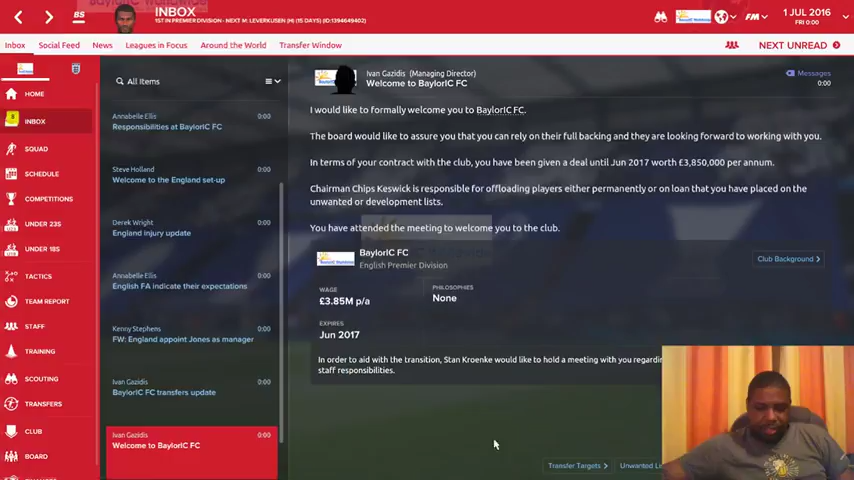 INBOX
1ST IN PREMIER DIVISION - NEXT M: LEVERKUSEN (H) (15 DAYS) (ID:1394649402)
BS
FM
1 JUL 2016
FRI 0:00
Inbox
Social Feed
News
Leagues in Focus
Around the World
Transfer Window
NEXT UNREAD
HOME
INBOX
SQUAD
SCHEDULE
COMPETITIONS
UNDER 23S
UNDER 18S
TACTICS
TEAM REPORT
STAFF
TRAINING
SCOUTING
TRANSFERS
CLUB
BOARD
All Items
Annabelle Ellis 0:00
Responsibilities at BaylorIC FC
Steve Holland 0:00
Welcome to the England set-up
Derek Wright 0:00
England injury update
Annabelle Ellis 0:00
English FA indicate their expectations
Kenny Stephens 0:00
FW: England appoint Jones as manager
Ivan Gazidis 0:00
BaylorIC FC transfers update
Ivan Gazidis 0:00
Welcome to BaylorIC FC
Ivan Gazidis (Managing Director)
Welcome to BaylorIC FC
Messages
0:00
I would like to formally welcome you to BaylorIC FC.
The board would like to assure you that you can rely on their full backing and they are looking forward to working with you.
In terms of your contract with the club, you have been given a deal until Jun 2017 worth £3,850,000 per annum.
Chairman Chips Keswick is responsible for offloading players either permanently or on loan that you have placed on the
unwanted or development lists.
You have attended the meeting to welcome you to the club.
BaylorIC FC
English Premier Division
Club Background
WAGE
£3.85M p/a
PHILOSOPHIES
None
EXPIRES
Jun 2017
In order to aid with the transition, Stan Kroenke would like to hold a meeting with you
staff responsibilities.
Transfer Targets
Unwanted